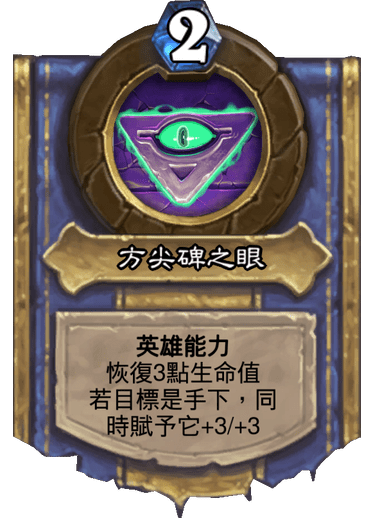 2
方尖碑之眼
英雄能力
恢復3點生命值
若目標是手下，同
時賦予它+3/+3